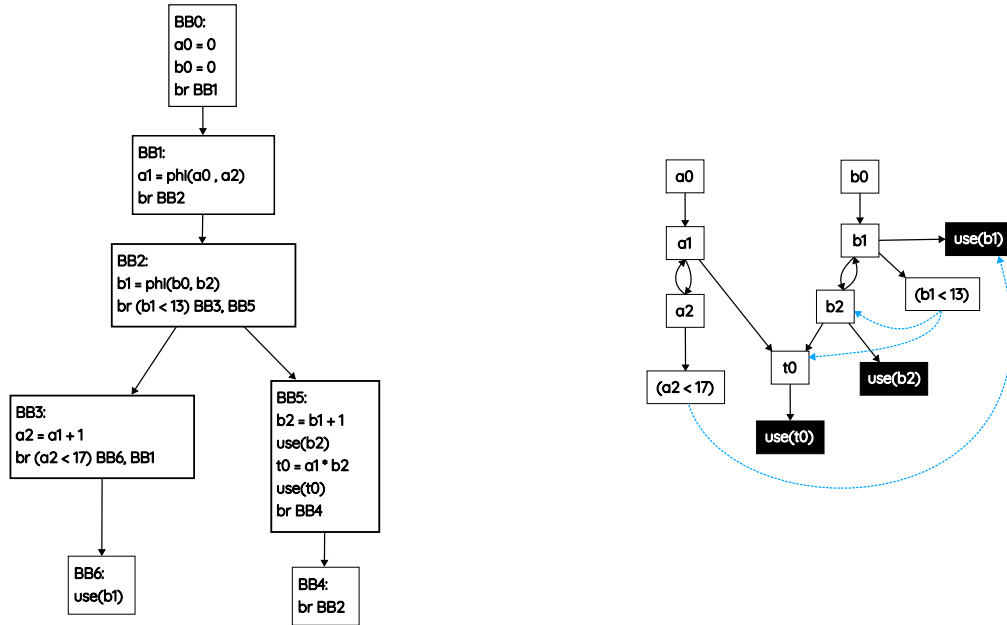 BB0:
a0 = 0
b0 = 0
br BB1
BB1:
a1 = phi(a0 , a2)
br BB2
BB2:
b1 = phi(b0, b2)
br (b1 < 13) BB3, BB5
BB3:
a2 = a1 + 1
br (a2 < 17) BB6, BB1
BB5:
b2 = b1 + 1
use(b2)
t0 = a1 * b2
use(t0)
br BB4
BB6:
use(b1)
BB4:
br BB2
a0
b0
a1
b1
use(b1)
a2
b2
(b1 < 13)
t0
(a2 < 17)
use(b2)
use(t0)